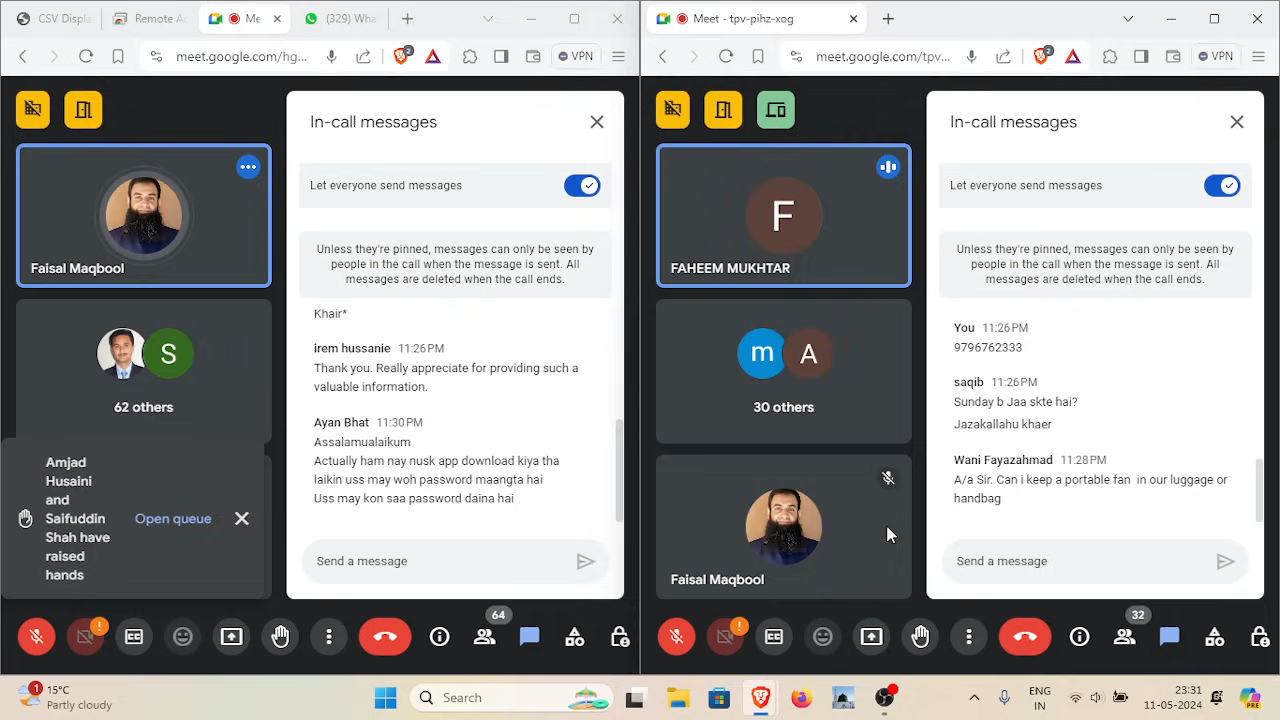 CSV Displa
Reporte A
Me
(329) Wha
Meet - tpv-pihz-xog
meet.google.com/hg...
2
VPN
meet.google.com/tpv...
2
VPN
Faisal Maqbool
S
62 others
Amjad
Husaini
and
Saifuddin
Shah have
raised
hands
Open queue
In-call messages
Let everyone send messages
Unless they're pinned, messages can only be seen by
people in the call when the message is sent. All
messages are deleted when the call ends.
Khair*
irem hussanie 11:26 PM
Thank you. Really appreciate for providing such a
valuable information.
Ayan Bhat 11:30 PM
Assalamualaikum
Actually ham nay nusk app download kiya tha
laikin uss may woh password maangta hai
Uss may kon saa password daina hai
Send a message
64
F
FAHEEM MUKHTAR
m A
30 others
Faisal Maqbool
In-call messages
Let everyone send messages
Unless they're pinned, messages can only be seen by
people in the call when the message is sent. All
messages are deleted when the call ends.
You 11:26 PM
9796762333
saqib 11:26 PM
Sunday b Jaa skte hai?
Jazakallahu khaer
Wani Fayazahmad 11:28 PM
A/a Sir. Can i keep a portable fan in our luggage or
handbag
Send a message
32
1
15°C
Partly cloudy
Search
ENG
IN
23:31
11-05-2024
PRE